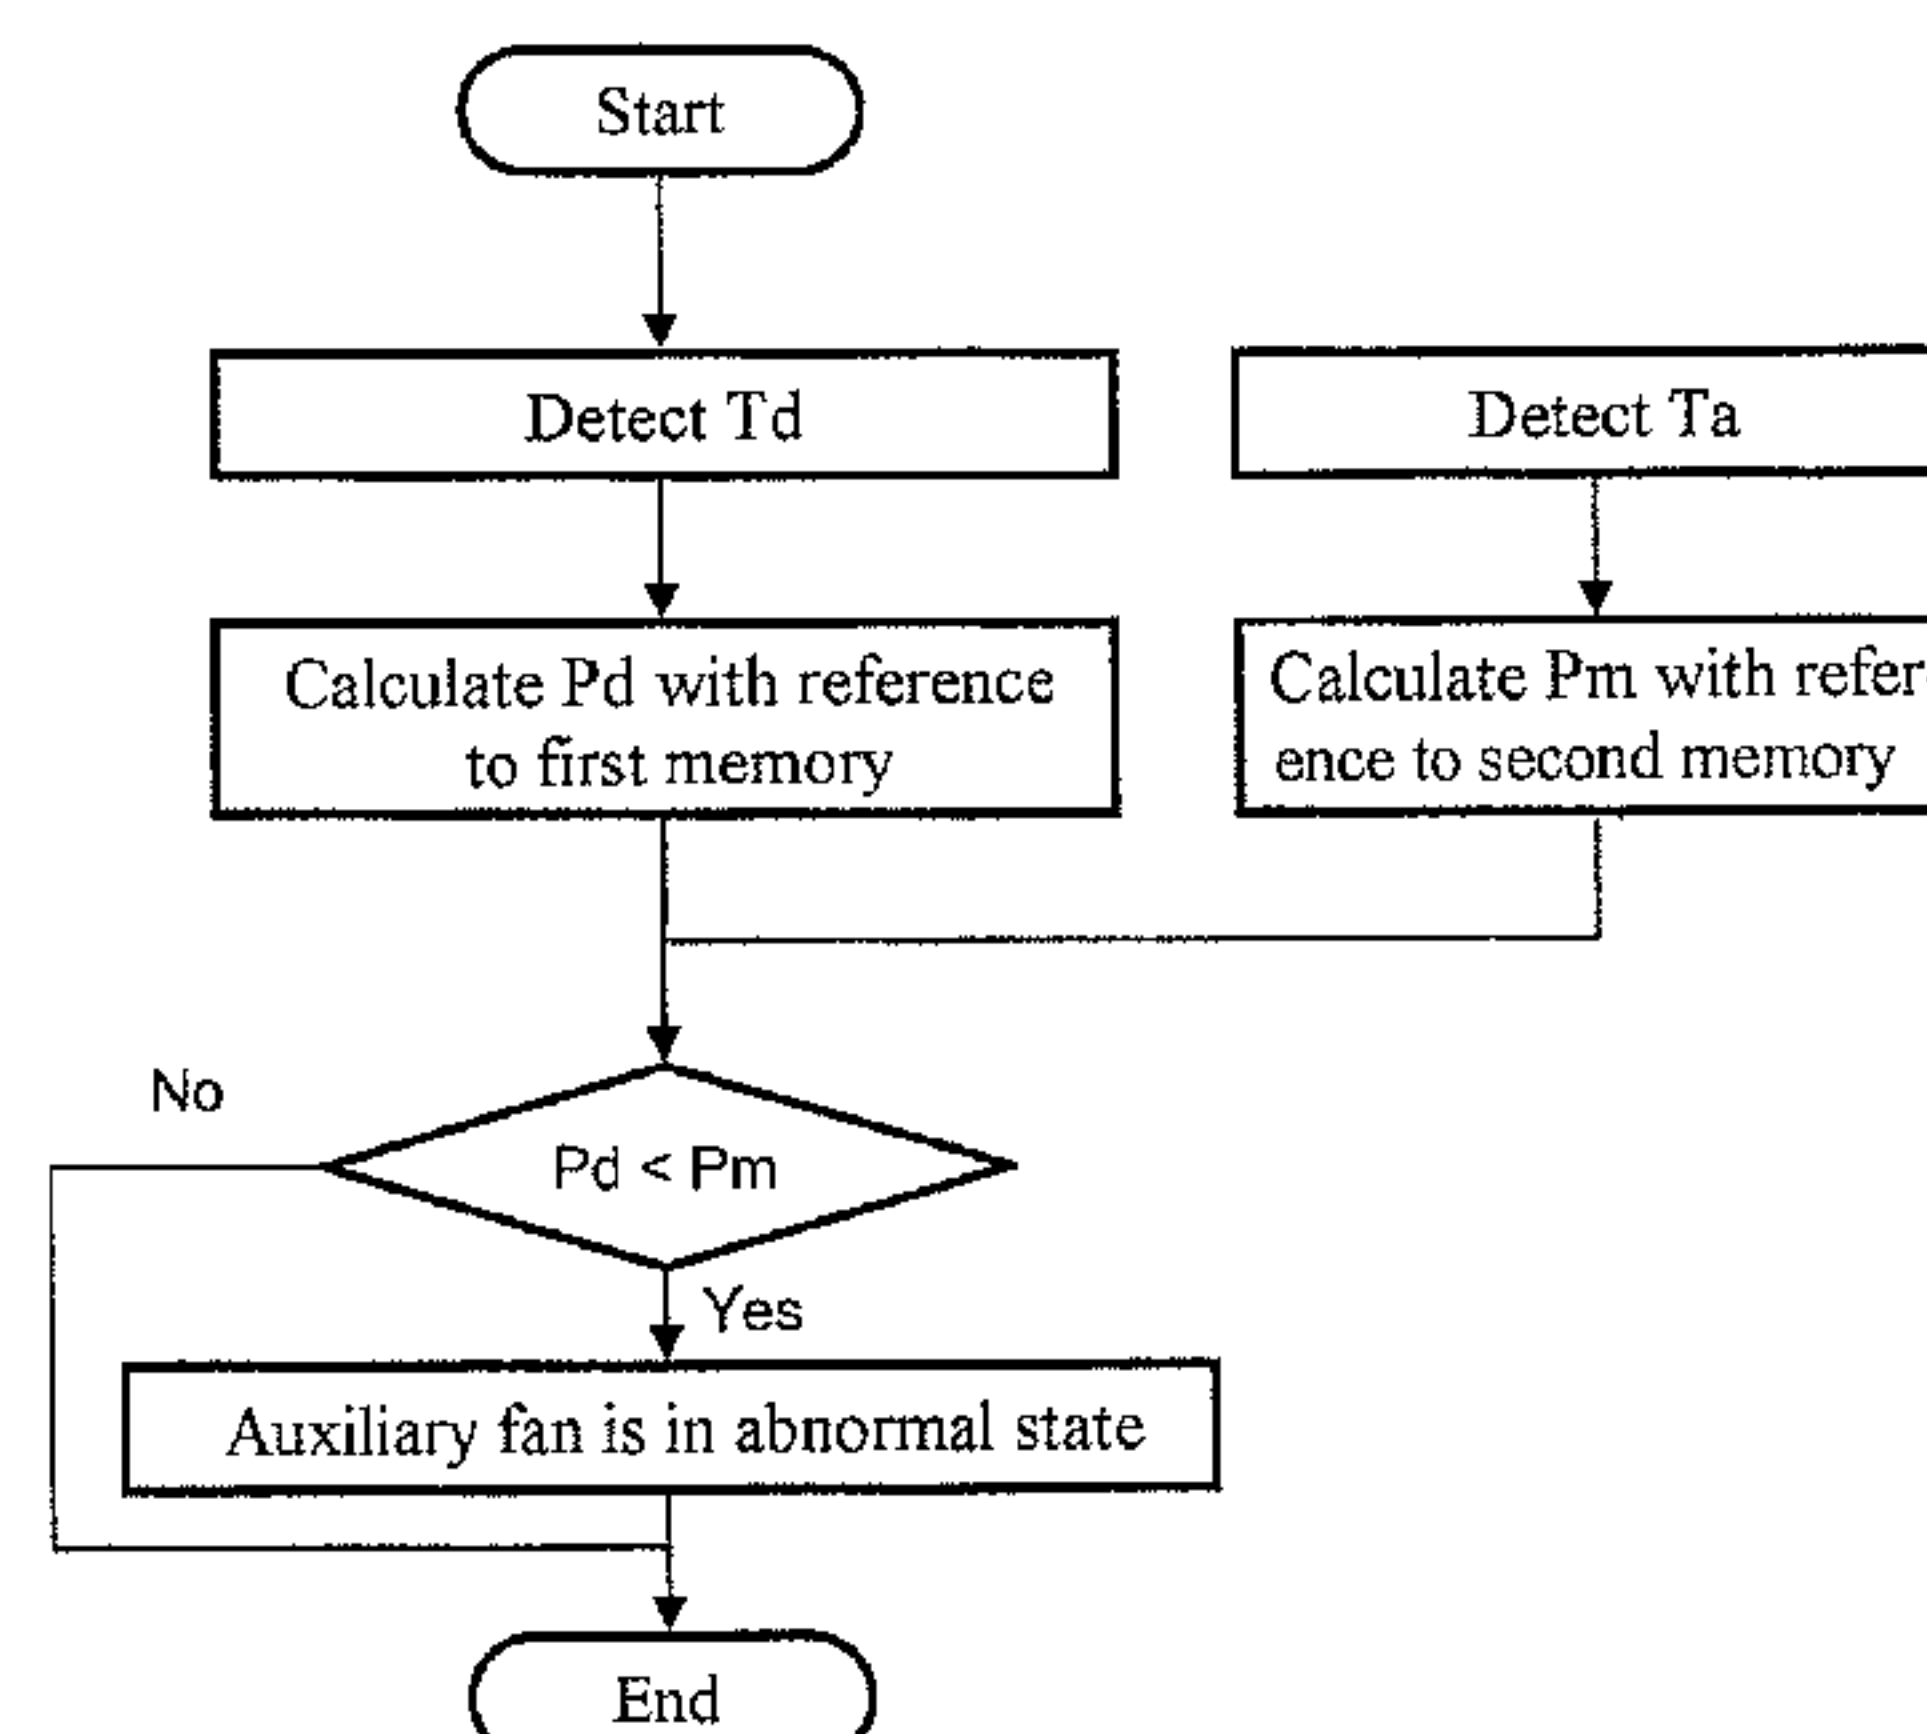 Start
Detect Td
Detect Ta
Calculate Pd with reference
to first memory
Calculate Pm with refer
ence to second memory
No
Pd < Pm
Yes
Auxiliary fan is in abnormal state
End